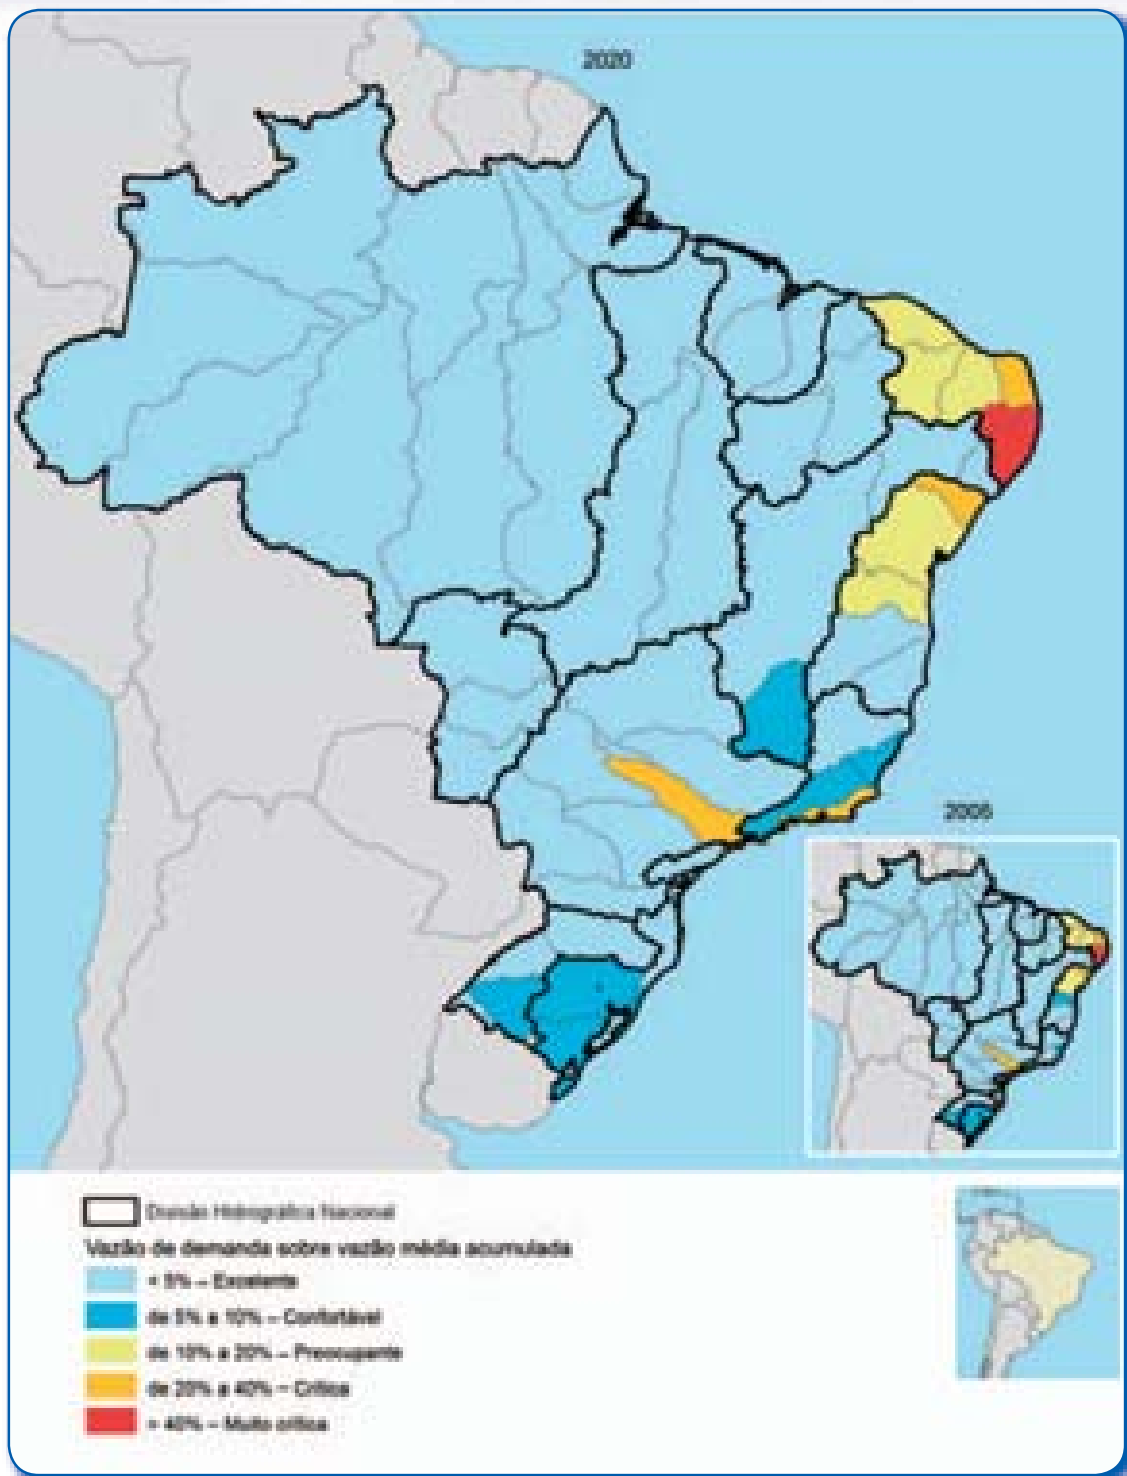 2020
2005
Divisão Hidrográfica Nacional
Vazão de demanda sobre vazão média acumulada
< 5% – Excelente
de 5% a 10% – Confortável
de 10% a 20% – Preocupante
de 20% a 40% – Crítica
> 40% – Muito crítica